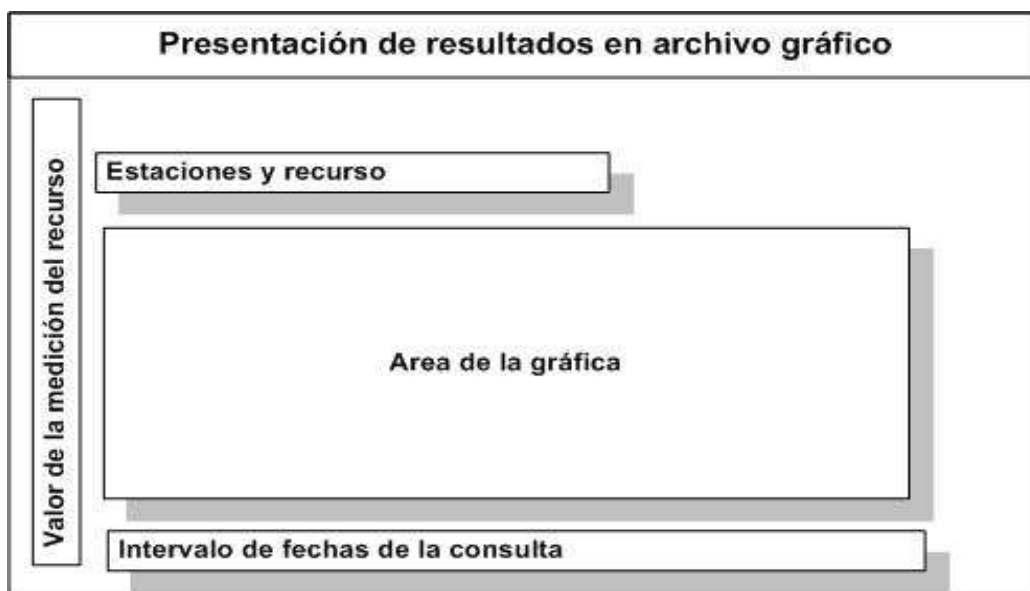 Presentación de resultados en archivo gráfico
Valor de la medición del recurso
Estaciones y recurso
Area de la gráfica
Intervalo de fechas de la consulta